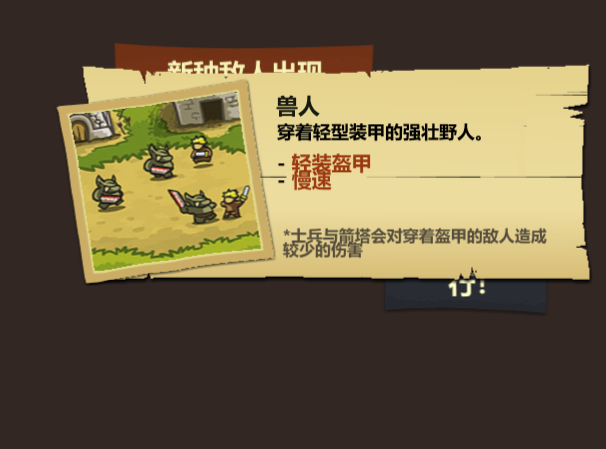 新种敌人出现
兽人
穿着轻型装甲的强壮野人。
- 轻装盔甲
- 慢速
*士兵与箭塔会对穿着盔甲的敌人造成
较少的伤害
行!